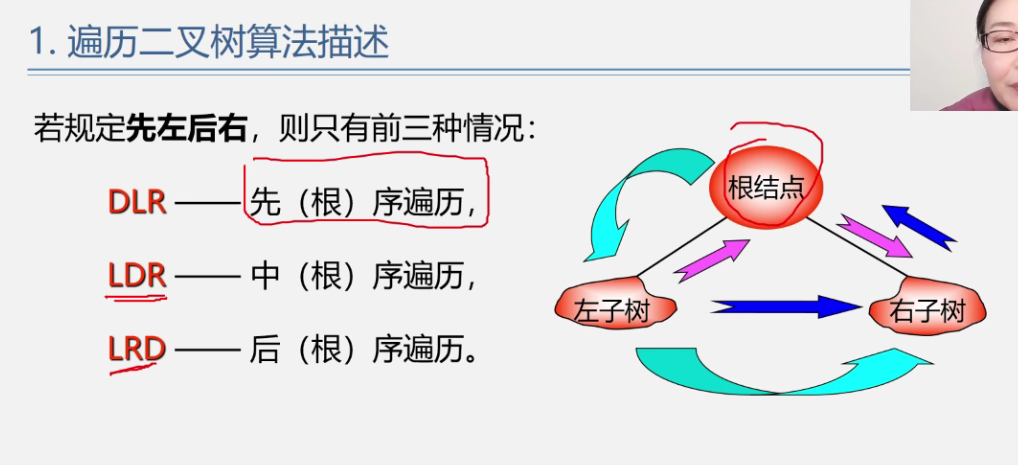 1. 遍历二叉树算法描述
若规定先左后右，则只有前三种情况：
DLR —— 先（根）序遍历，
LDR —— 中（根）序遍历，
LRD —— 后（根）序遍历。
根结点
左子树
右子树